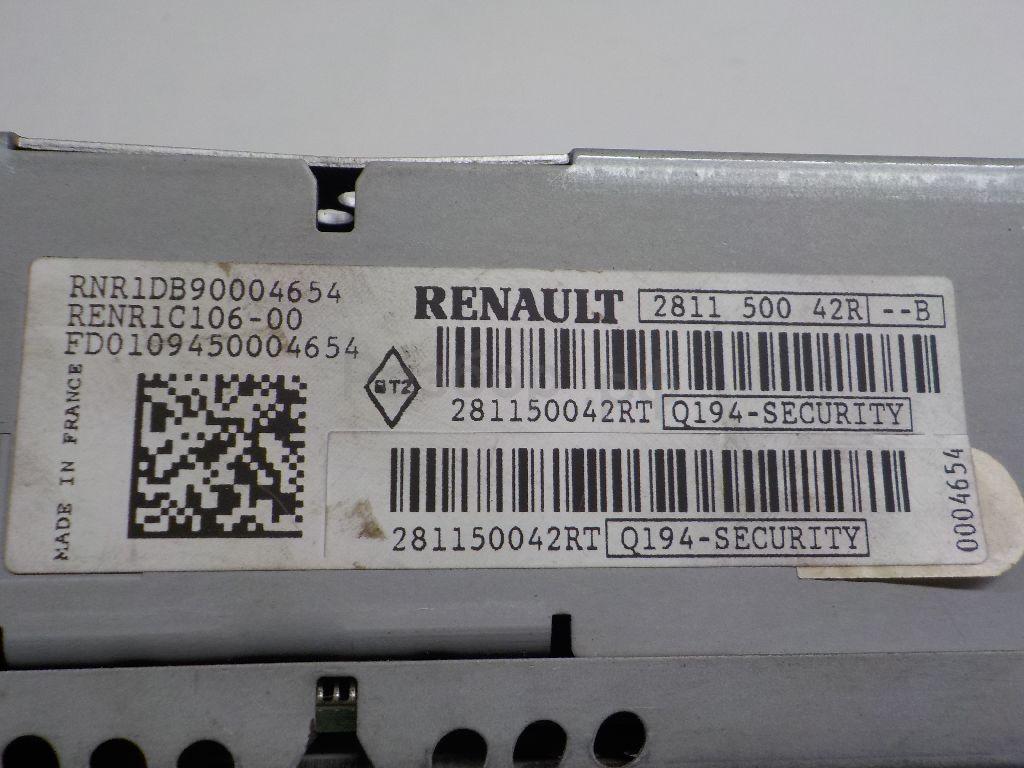 RNR1DB90004654
RENR1C106-00
FD0109450004654
MADE IN FRANCE
RENAULT 2811 500 42R --B
281150042RT Q194-SECURITY
281150042RT Q194-SECURITY
0004654